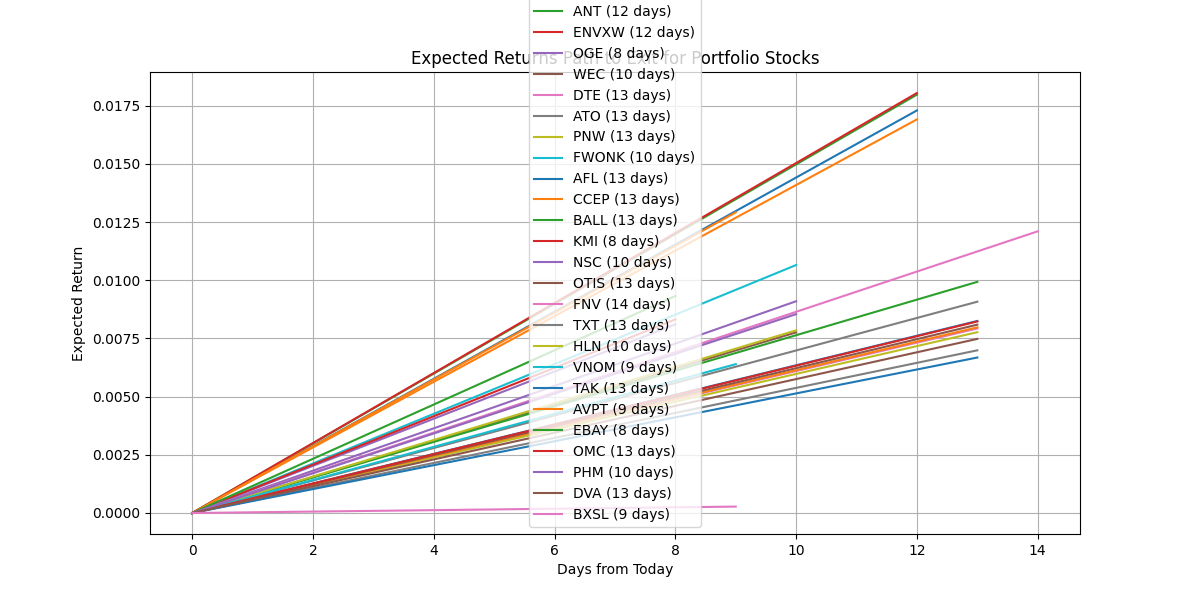 ANT (12 days)
ENVXW (12 days)
OGE (8 days)
Expected Returns Path to Exit for Portfolio Stocks
WEC (10 days)
DTE (13 days)
ATO (13 days)
PNW (13 days)
FWONK (10 days)
AFL (13 days)
CCEP (13 days)
BALL (13 days)
KMI (8 days)
NSC (10 days)
OTIS (13 days)
FNV (14 days)
TXT (13 days)
HLN (10 days)
VNOM (9 days)
TAK (13 days)
AVPT (9 days)
EBAY (8 days)
OMC (13 days)
PHM (10 days)
DVA (13 days)
BXSL (9 days)
Expected Return
0.0175
0.0150
0.0125
0.0100
0.0075
0.0050
0.0025
0.0000
0 2 4 6 8 10 12 14
Days from Today